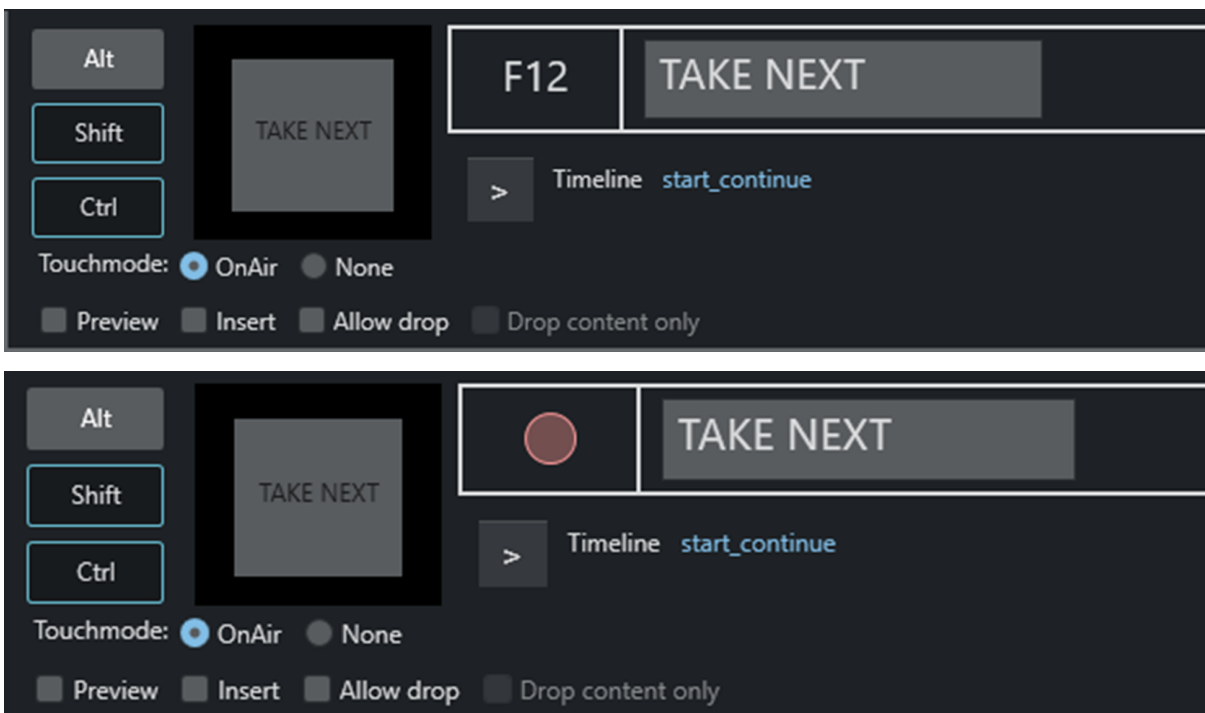 Alt
TAKE NEXT
F12
TAKE NEXT
Shift
Ctrl
>
Timeline start_continue
Touchmode: OnAir None
Preview Insert Allow drop Drop content only
Alt
TAKE NEXT
TAKE NEXT
Shift
Ctrl
>
Timeline start_continue
Touchmode: OnAir None
Preview Insert Allow drop Drop content only